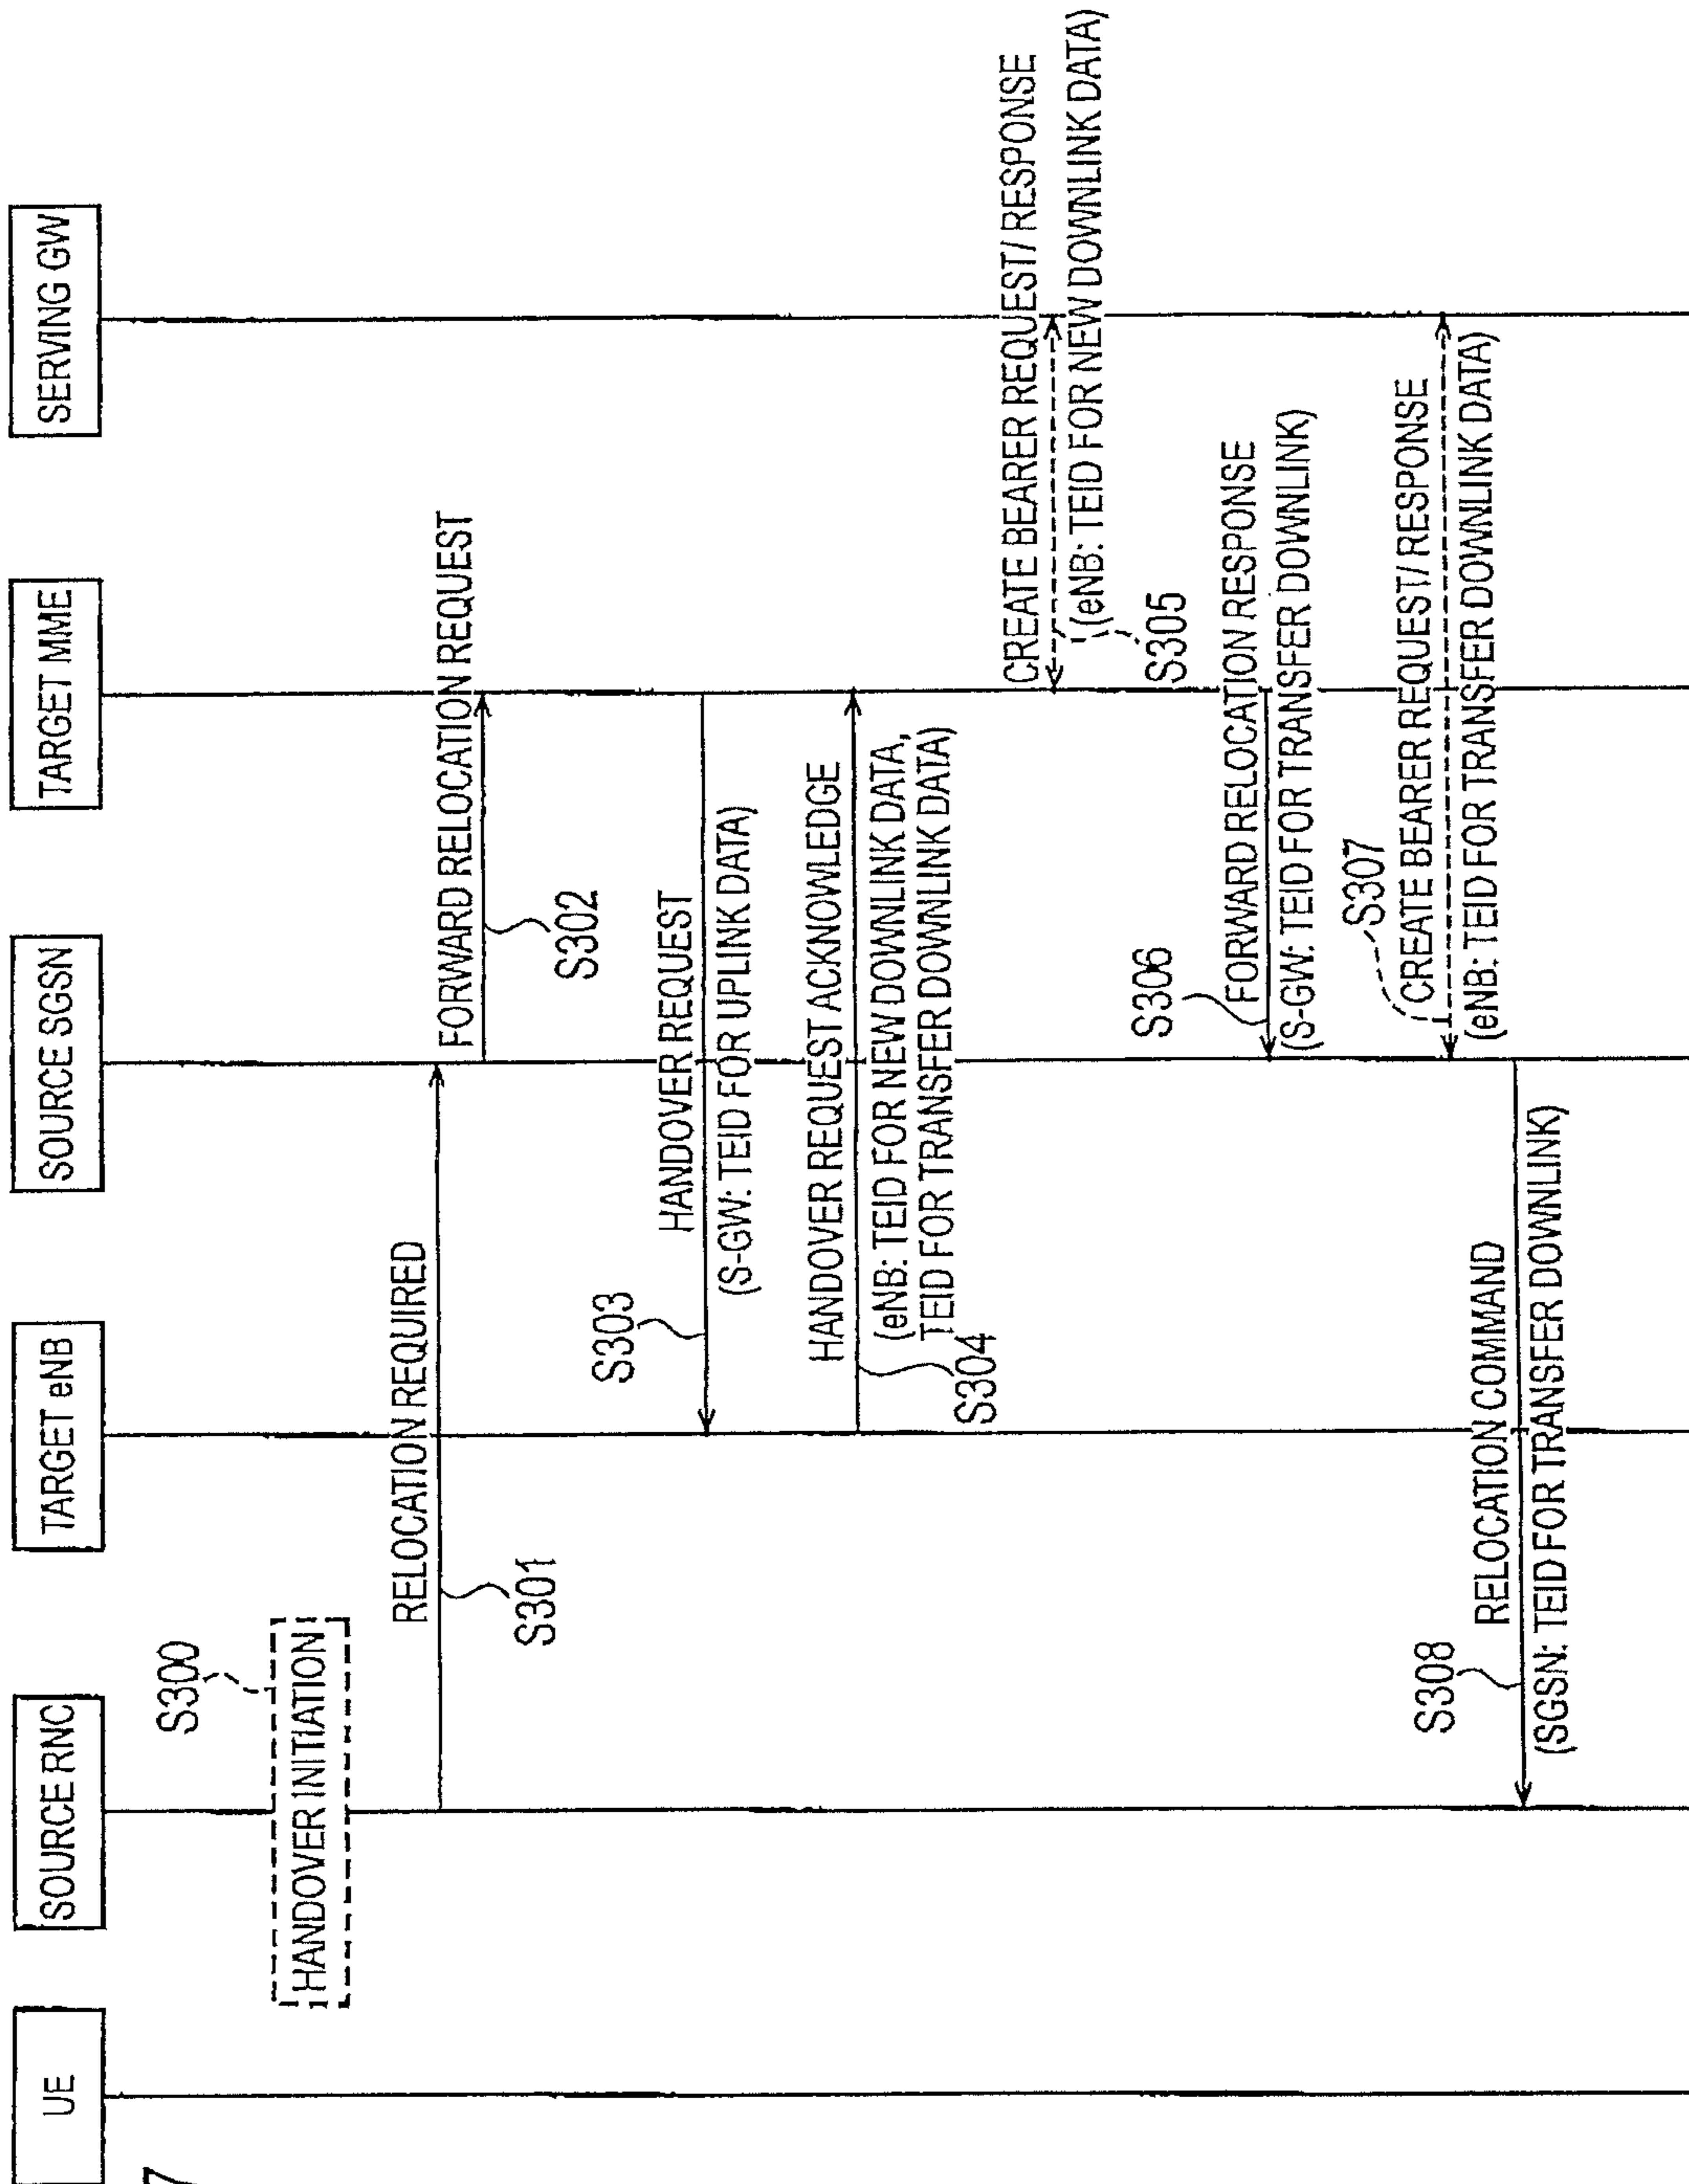 UE
SOURCE RNC
TARGET eNB
SOURCE SGSN
TARGET MME
SERVING GW
7
S300
HANDOVER INITIATION
RELOCATION REQUIRED
S301
FORWARD RELOCATION REQUEST
S302
HANDOVER REQUEST
S303
(S-GW: TEID FOR UPLINK DATA)
HANDOVER REQUEST ACKNOWLEDGE
(eNB: TEID FOR NEW DOWNLINK DATA,
TEID FOR TRANSFER DOWNLINK DATA)
S304
CREATE BEARER REQUEST/ RESPONSE
(eNB: TEID FOR NEW DOWNLINK DATA)
S305
S306
FORWARD RELOCATION RESPONSE
(S-GW: TEID FOR TRANSFER DOWNLINK)
S307
CREATE BEARER REQUEST/ RESPONSE
(eNB: TEID FOR TRANSFER DOWNLINK DATA)
S308
RELOCATION COMMAND
(SGSN: TEID FOR TRANSFER DOWNLINK)